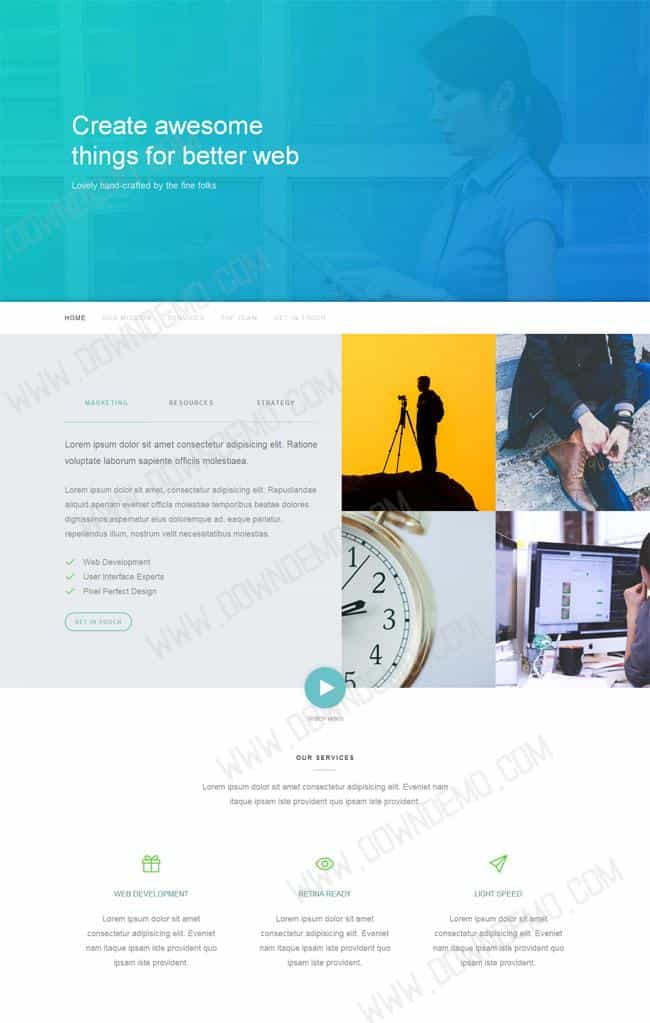 Create awesome
things for better web
Lovely hand-crafted by the fine folks
HOME OUR MISSION SERVICES THE TEAM GET IN TOUCH
MARKETING RESOURCES STRATEGY
Lorem ipsum dolor sit amet consectetur adipisicing elit. Ratione
voluptate laborum sapiente officiis molestiaea.
Lorem ipsum dolor sit amet, consectetur adipisicing elit. Repudiandae
aliquid aperiam eveniet officia molestiae temporibus beatae dolores
dignissimos aspernatur eius doloremque ad, eaque pariatur,
repellendus illum, nostrum velit necessitatibus molestias.
Web Development
User Interface Experts
Pixel Perfect Design
GET IN TOUCH
12
1
2
3
4
5
WATCH VIDEO
OUR SERVICES
Lorem ipsum dolor sit amet consectetur adipisicing elit. Eveniet nam
itaque ipsam iste provident quo ipsam iste provident.
WEB DEVELOPMENT
Lorem ipsum dolor sit amet
consectetur adipisicing elit. Eveniet
nam itaque ipsam iste provident quo
ipsam iste provident.
RETINA READY
Lorem ipsum dolor sit amet
consectetur adipisicing elit. Eveniet
nam itaque ipsam iste provident quo
ipsam iste provident.
LIGHT SPEED
Lorem ipsum dolor sit amet
consectetur adipisicing elit. Eveniet
nam itaque ipsam iste provident quo
ipsam iste provident.
WWW.DOWNDEMO.COM